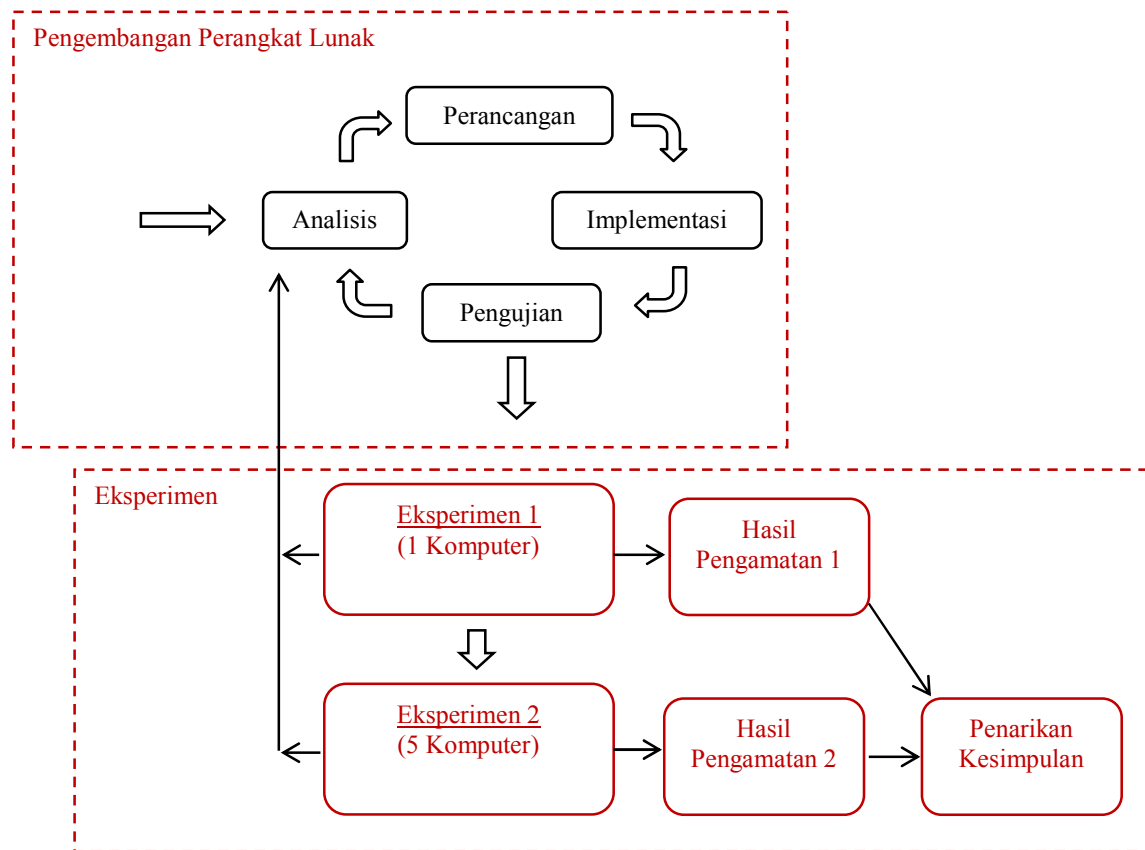 Pengembangan Perangkat Lunak
Perancangan
Analisis
Implementasi
Pengujian
Eksperimen
Eksperimen 1
(1 Komputer)
Hasil
Pengamatan 1
Eksperimen 2
(5 Komputer)
Hasil
Pengamatan 2
Penarikan
Kesimpulan